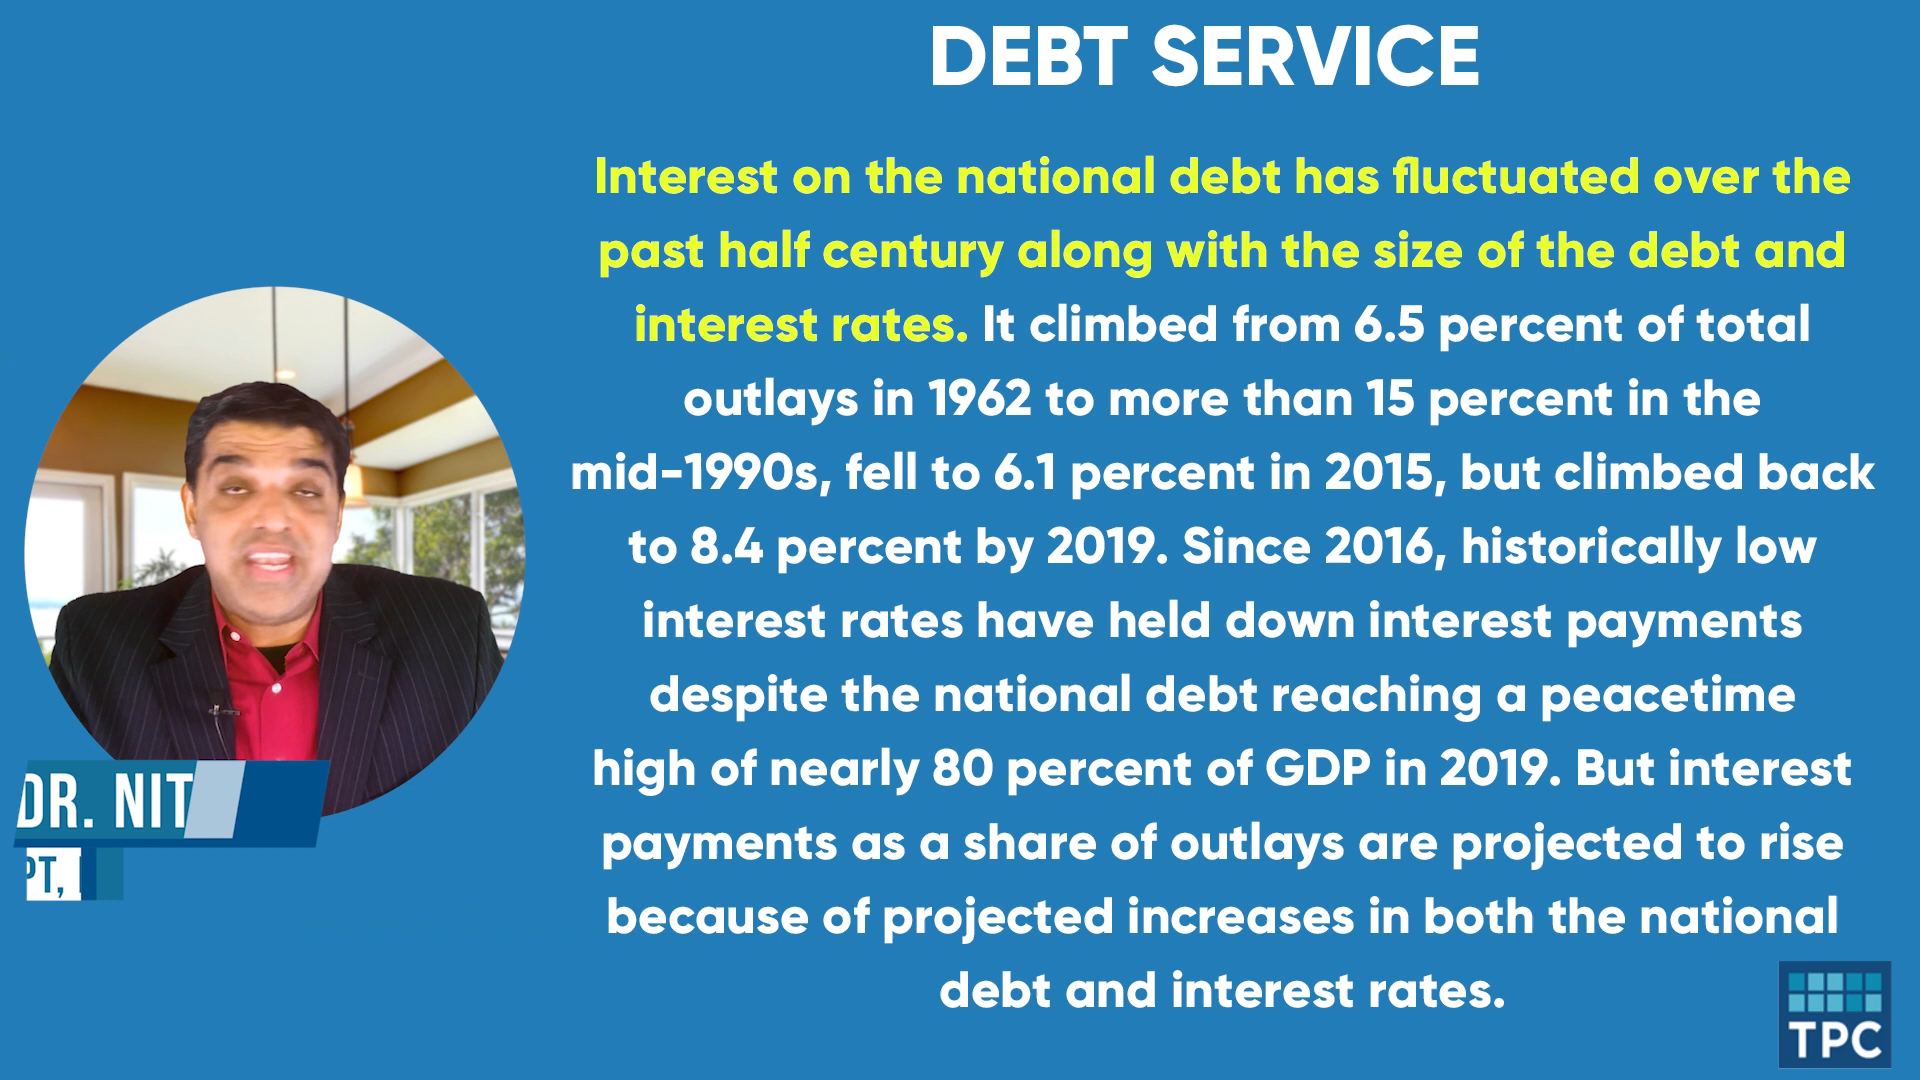 DEBT SERVICE
Interest on the national debt has fluctuated over the
past half century along with the size of the debt and
interest rates. It climbed from 6.5 percent of total
outlays in 1962 to more than 15 percent in the
mid-1990s, fell to 6.1 percent in 2015, but climbed back
to 8.4 percent by 2019. Since 2016, historically low
interest rates have held down interest payments
despite the national debt reaching a peacetime
high of nearly 80 percent of GDP in 2019. But interest
payments as a share of outlays are projected to rise
because of projected increases in both the national
debt and interest rates.
DR. NIT
PT,
TPC